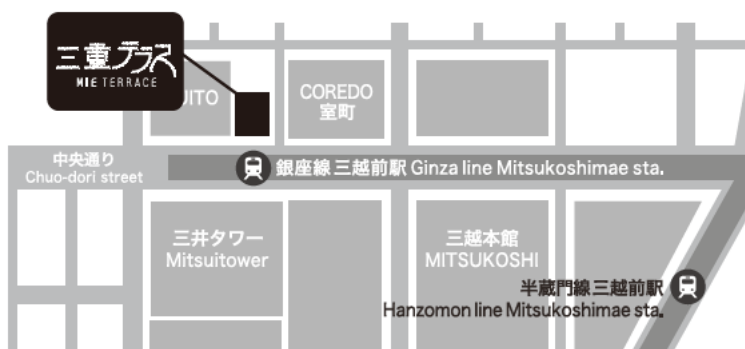 三重テラス
MIE TERRACE
UITO
COREDO
室町
中央通り
Chuo-dori street
銀座線 三越前駅 Ginza line Mitsukoshimae sta.
三井タワー
Mitsuitower
三越本館
MITSUKOSHI
半蔵門線 三越前駅
Hanzomon line Mitsukoshimae sta.